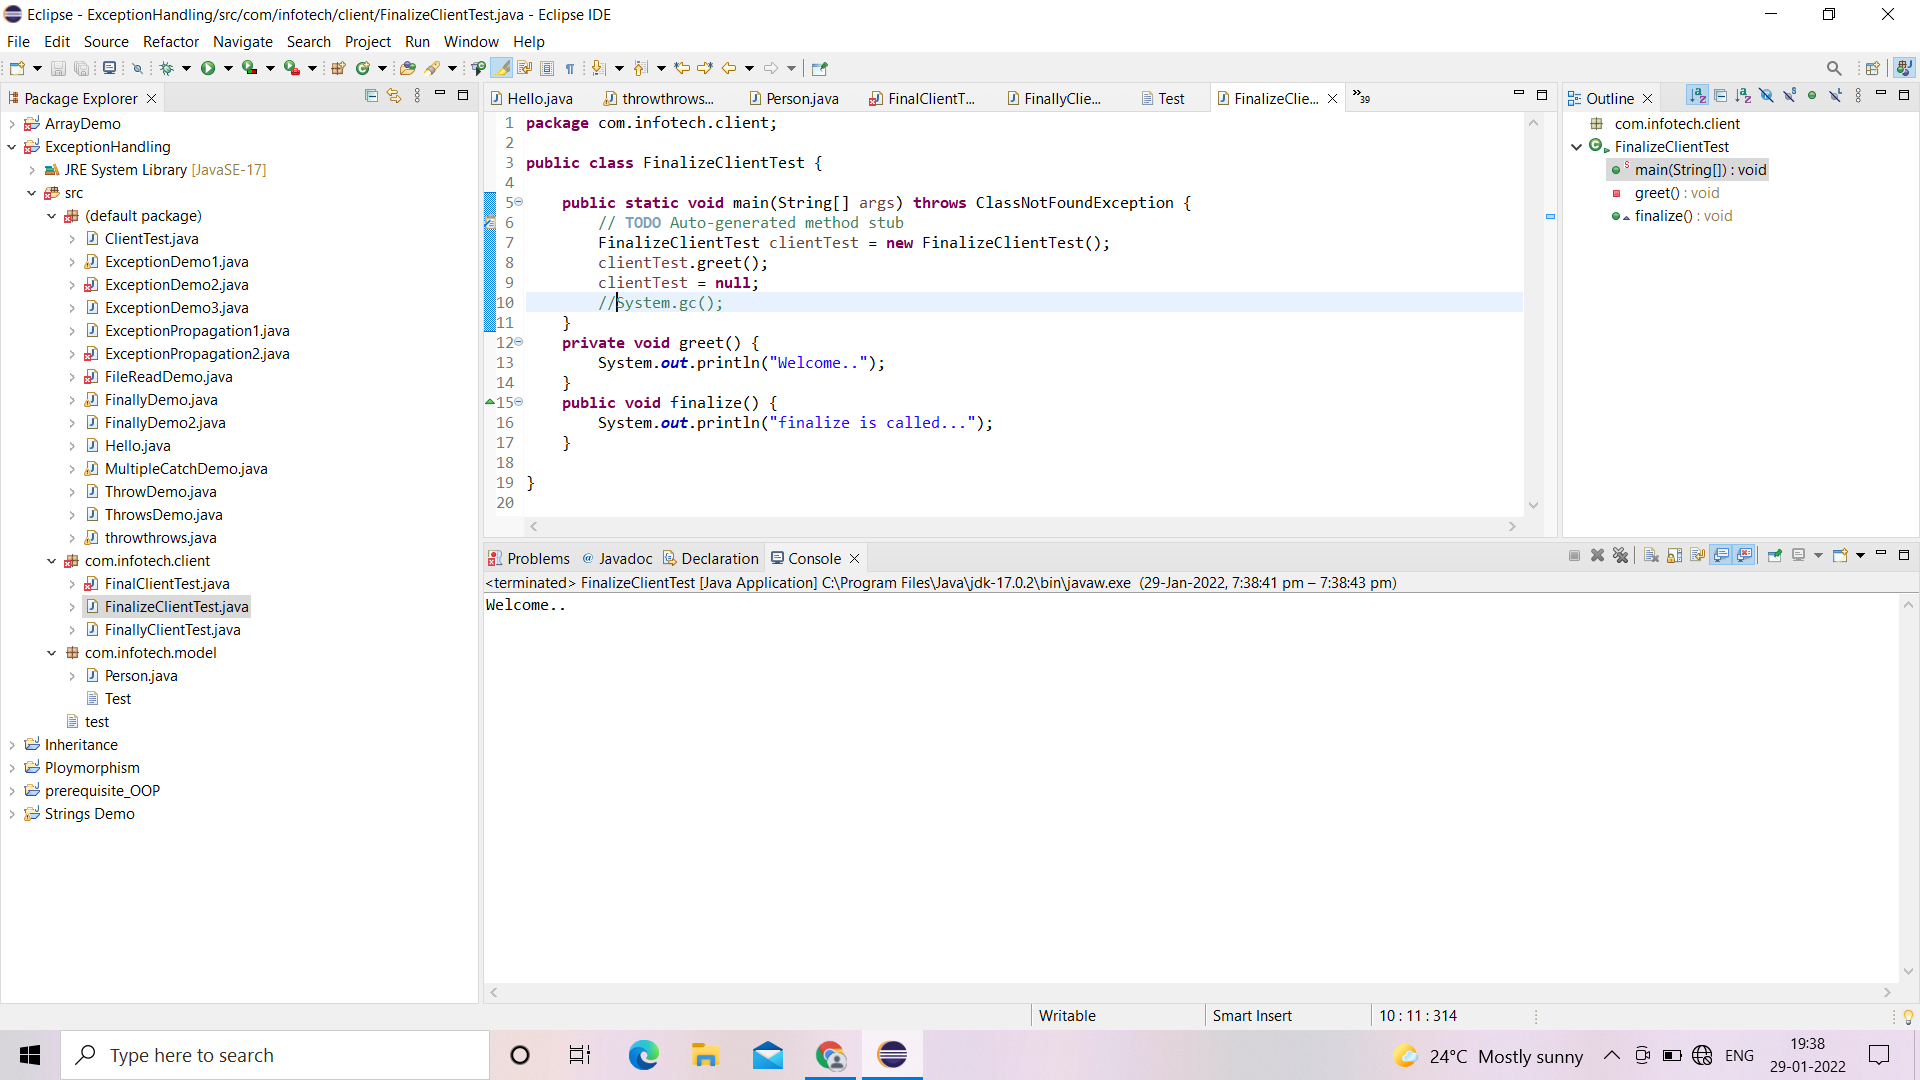 Eclipse - ExceptionHandling/src/com/infotech/client/FinalizeClientTest.java - Eclipse IDE
File Edit Source Refactor Navigate Search Project Run Window Help
Package Explorer
ArrayDemo
ExceptionHandling
JRE System Library [JavaSE-17]
src
(default package)
ClientTest.java
ExceptionDemo1.java
ExceptionDemo2.java
ExceptionDemo3.java
ExceptionPropagation1.java
ExceptionPropagation2.java
FileReadDemo.java
FinallyDemo.java
FinallyDemo2.java
Hello.java
MultipleCatchDemo.java
ThrowDemo.java
ThrowsDemo.java
throwthrows.java
com.infotech.client
FinalClientTest.java
FinalizeClientTest.java
FinallyClientTest.java
com.infotech.model
Person.java
Test
test
Inheritance
Ploymorphism
prerequisite_OOP
Strings Demo
Hello.java throwthrows... Person.java FinalClientT... FinallyClie... Test FinalizeClie... »39
1 package com.infotech.client;
2
3 public class FinalizeClientTest {
4
5 public static void main(String[] args) throws ClassNotFoundException {
6 // TODO Auto-generated method stub
7 FinalizeClientTest clientTest = new FinalizeClientTest();
8 clientTest.greet();
9 clientTest = null;
10 //System.gc();
11 }
12 private void greet() {
13 System.out.println("Welcome..");
14 }
15 public void finalize() {
16 System.out.println("finalize is called...");
17 }
18
19 }
20
Outline
com.infotech.client
FinalizeClientTest
main(String[]) : void
greet() : void
finalize() : void
Problems Javadoc Declaration Console
<terminated> FinalizeClientTest [Java Application] C:\Program Files\Java\jdk-17.0.2\bin\javaw.exe (29-Jan-2022, 7:38:41 pm – 7:38:43 pm)
Welcome..
Writable Smart Insert 10 : 11 : 314
Type here to search
24°C Mostly sunny
ENG
19:38
29-01-2022